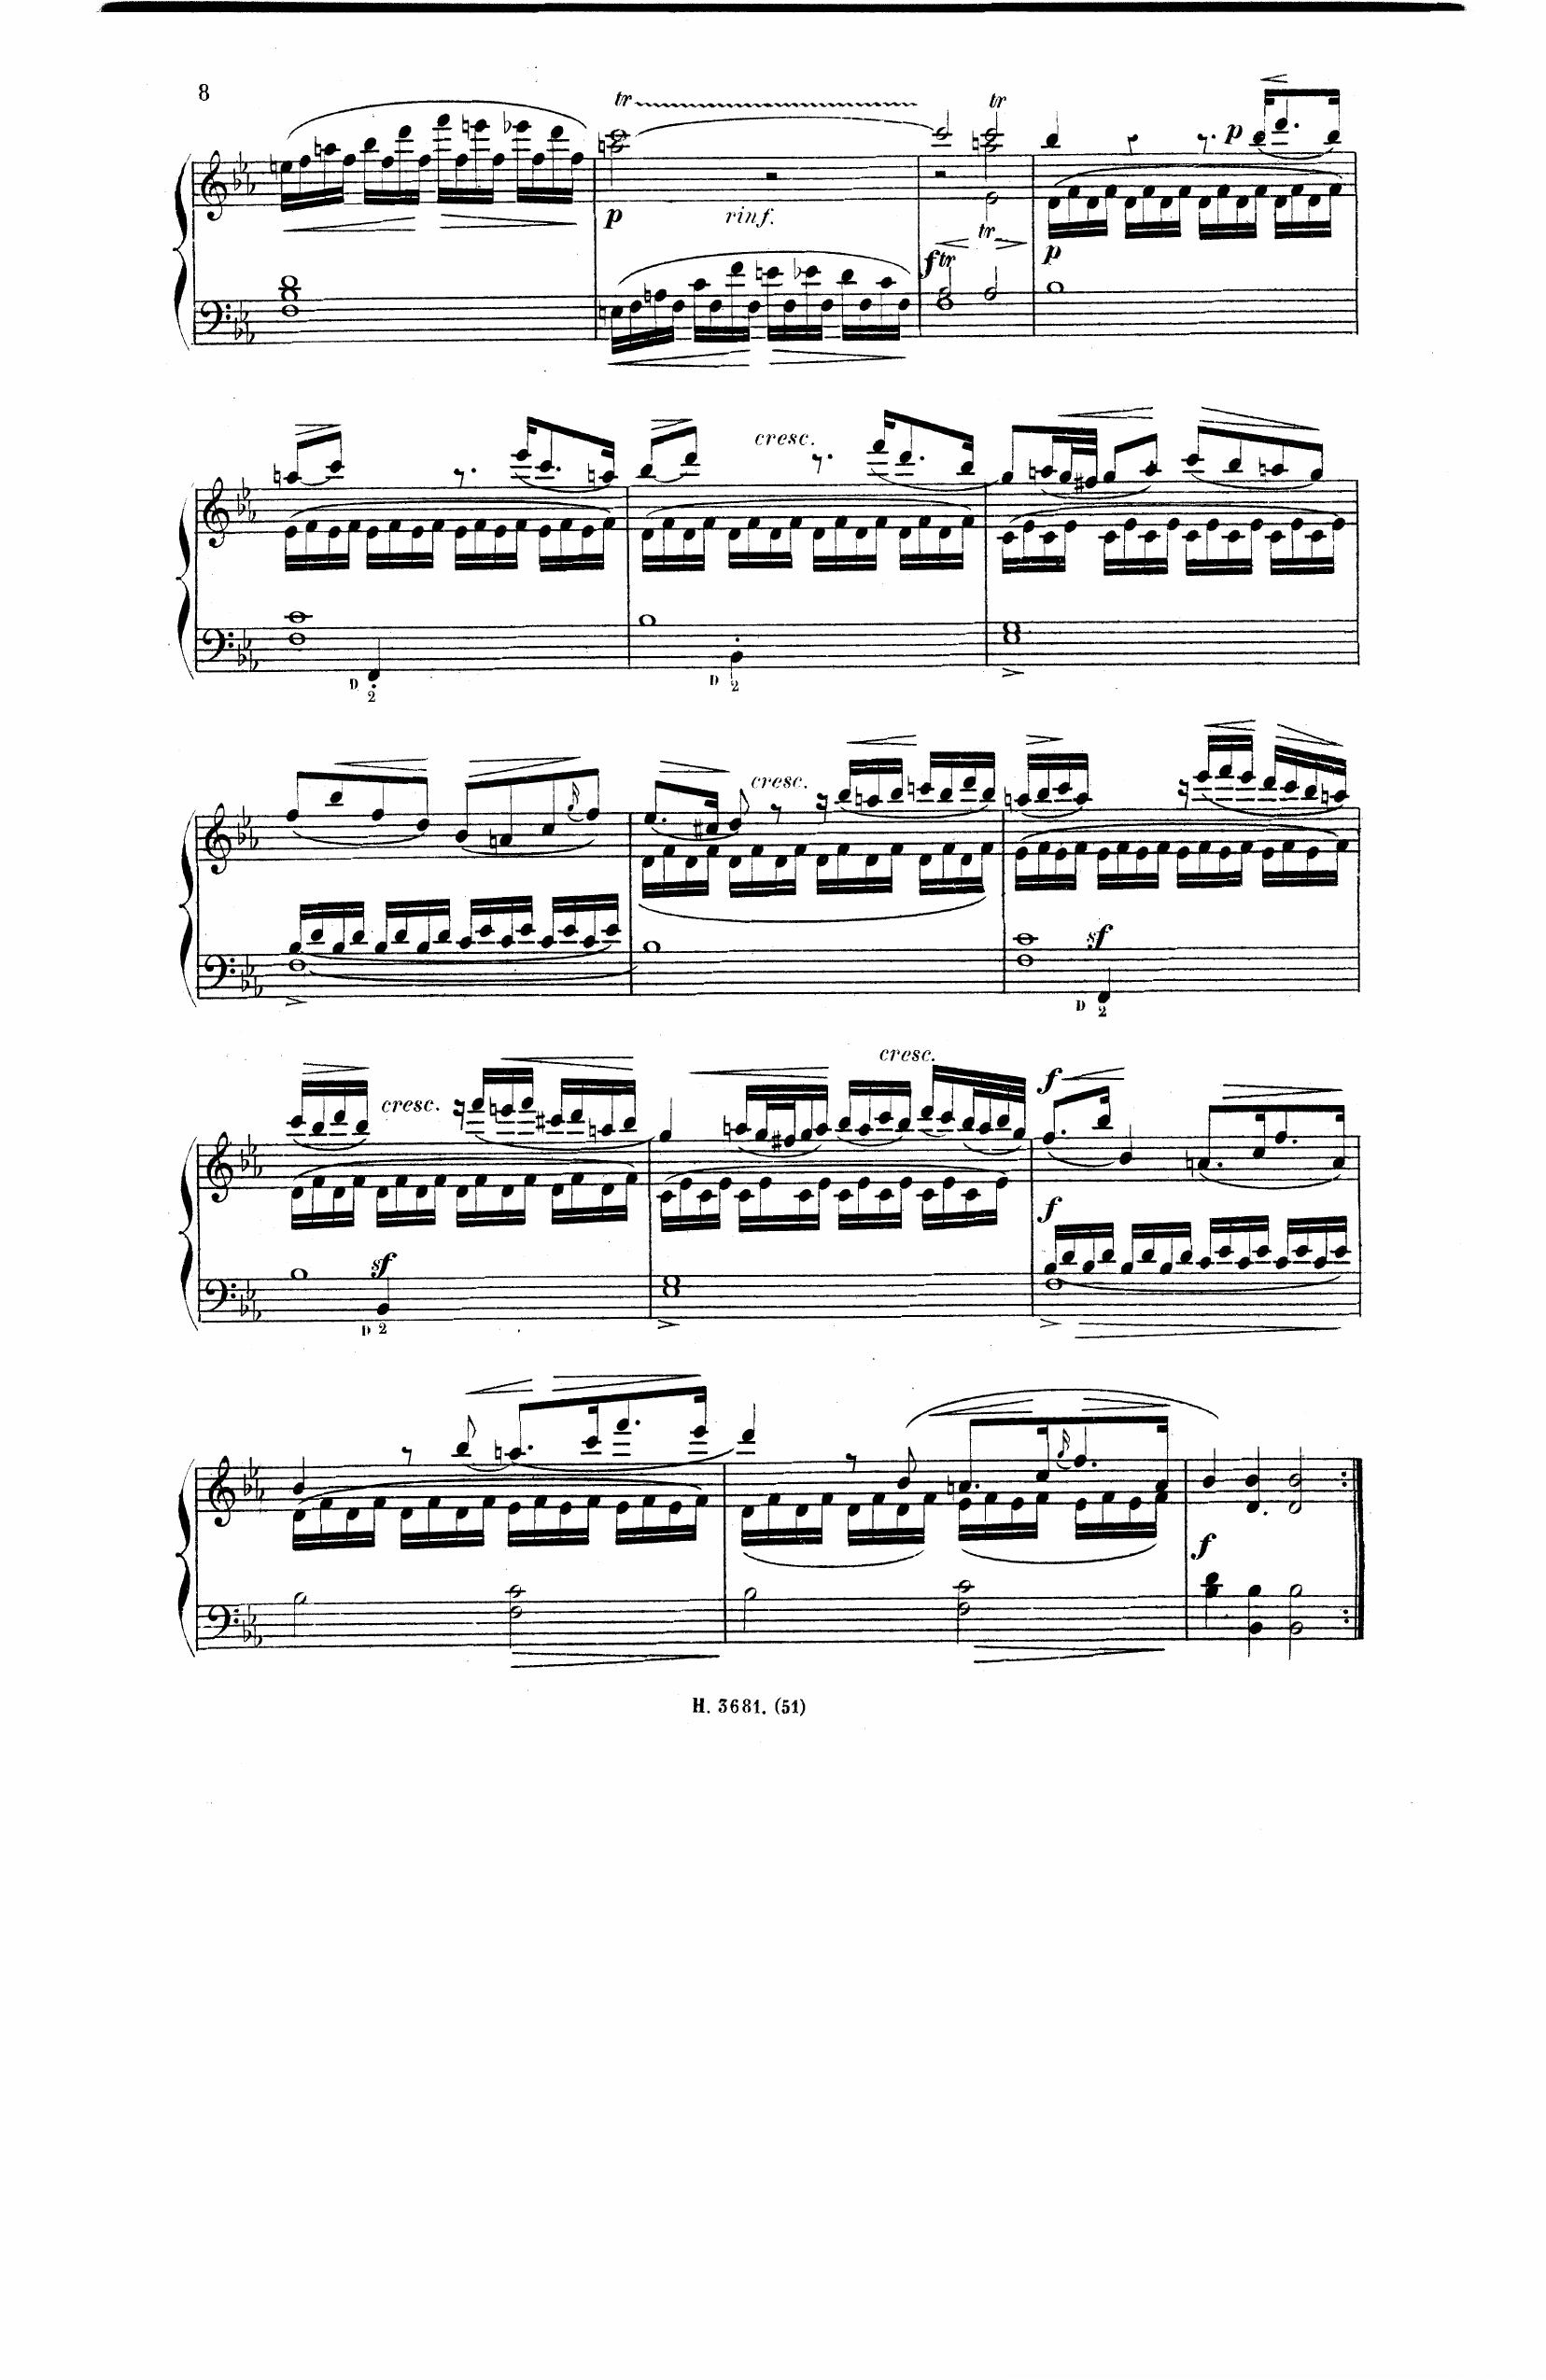 8
tr
tr
p
p
rinf.
tr
f tr
p
cresc.
D 2
D 2
cresc.
sf
D 2
cresc.
cresc.
f
sf
f
D 2
f
H. 3681. (51)